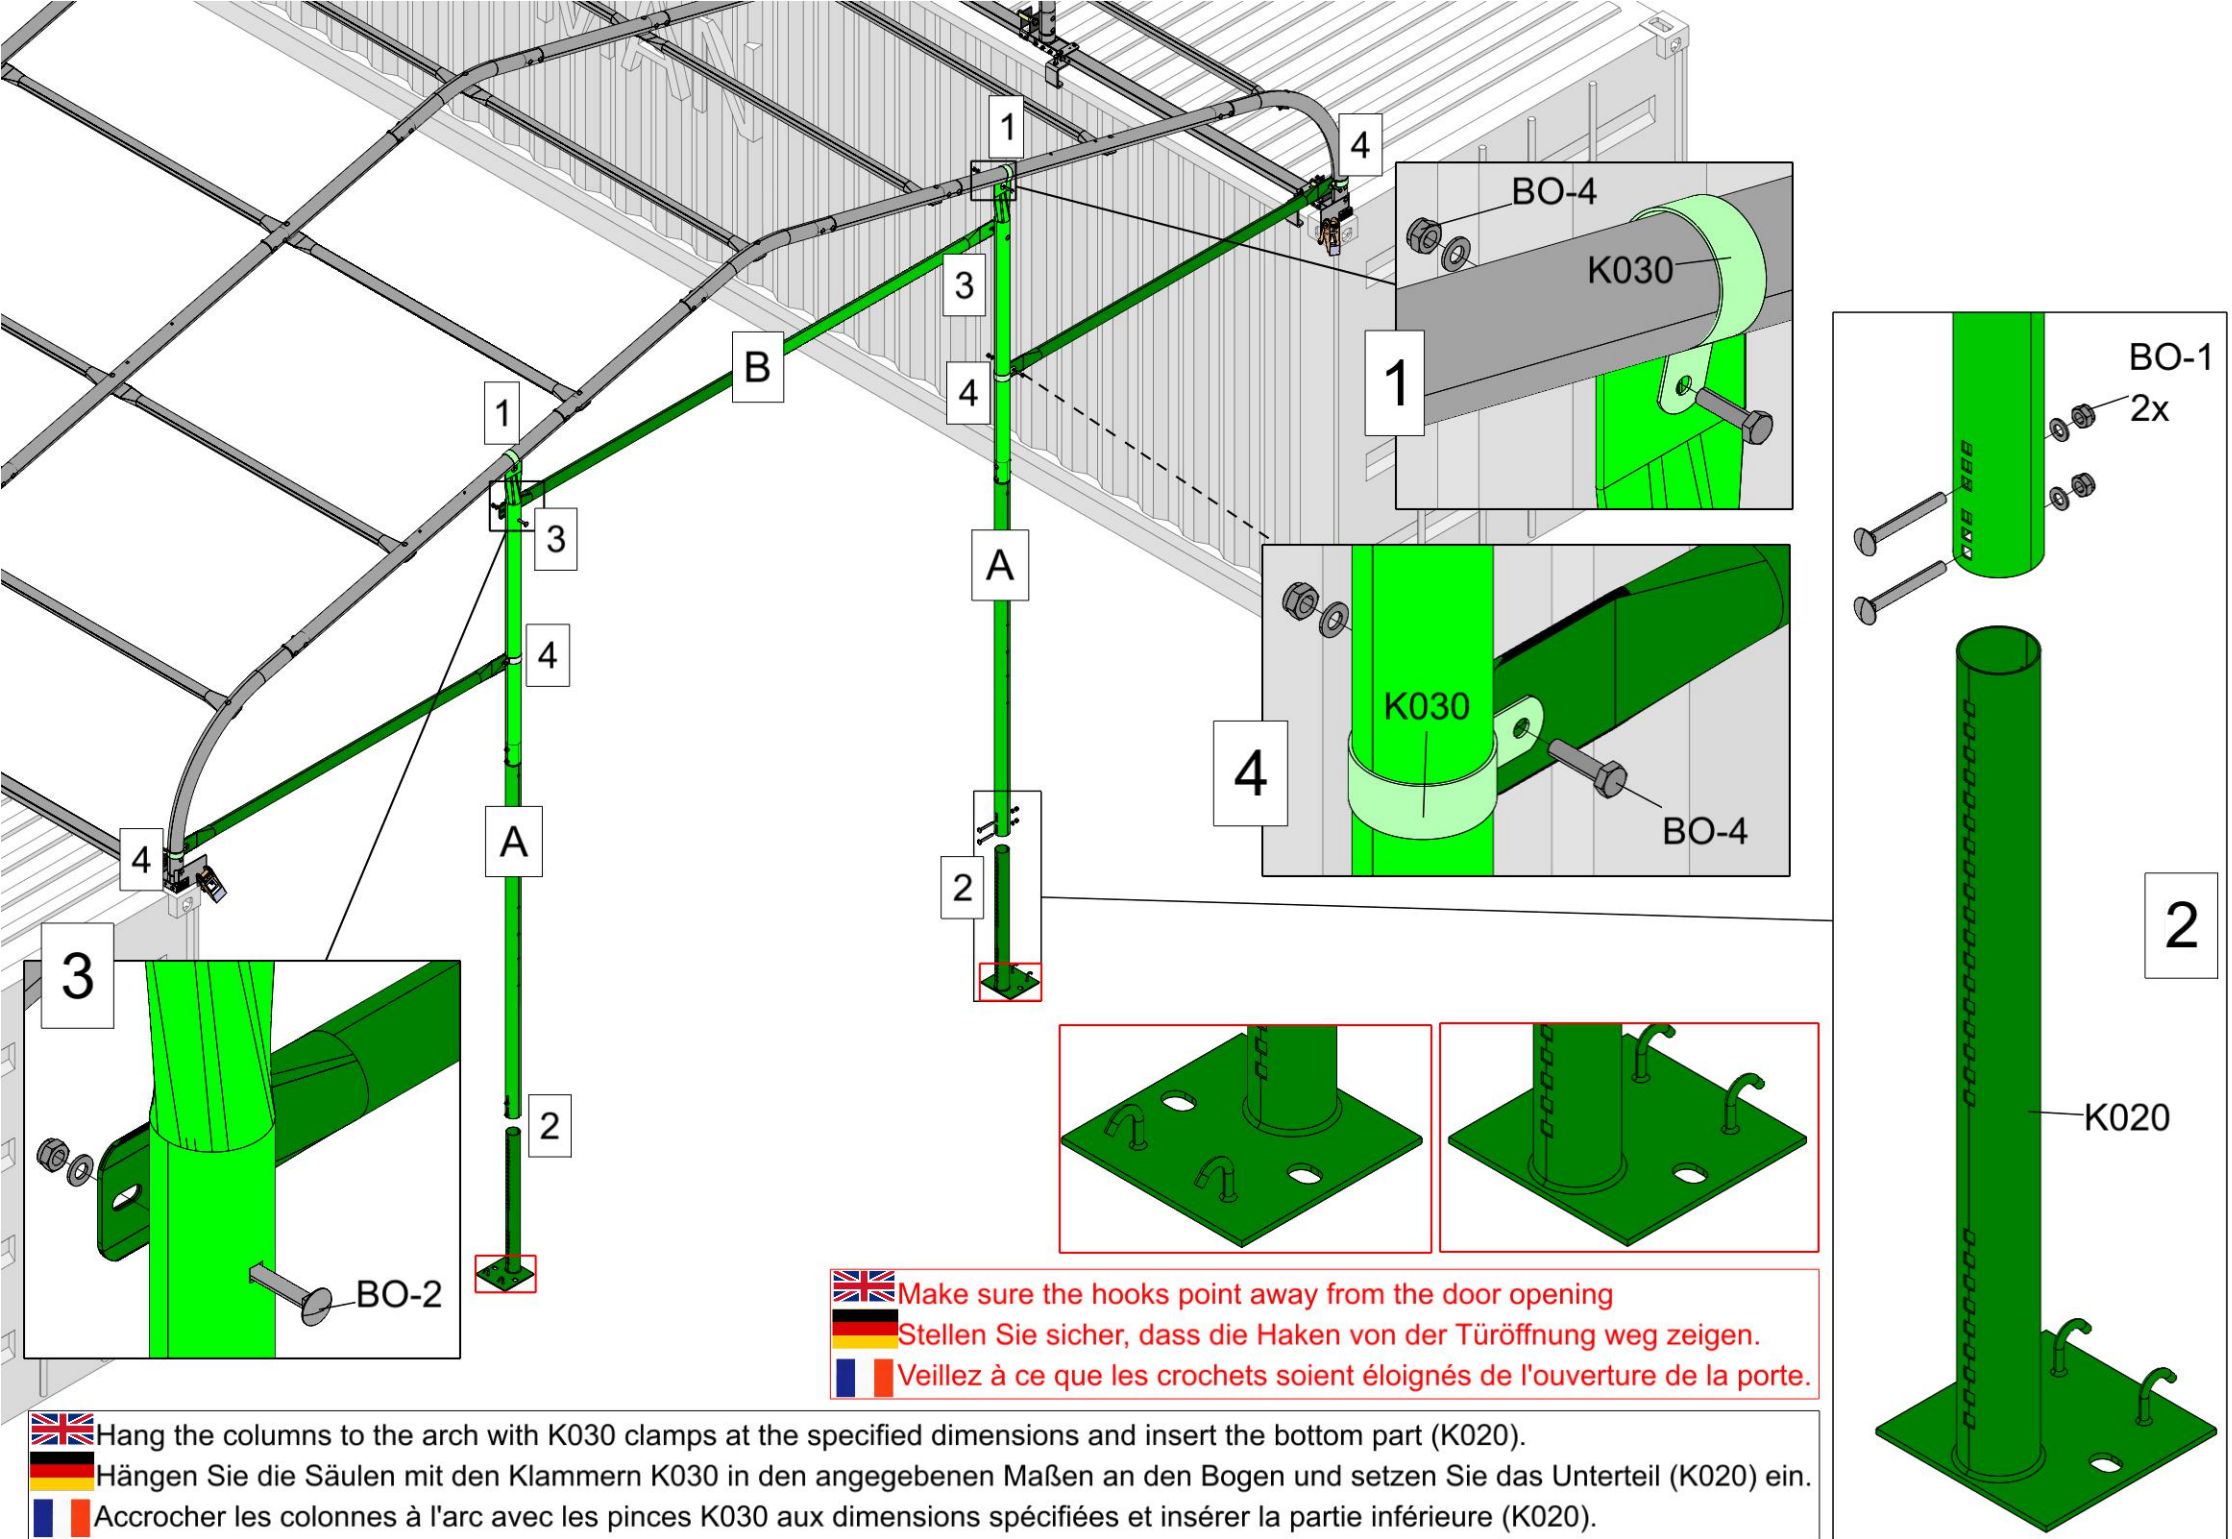 1
4
BO-4
K030
1
3
B
4
1
BO-1
2x
3
A
4
K030
4
BO-4
A
4
2
2
3
BO-2
2
K020
Make sure the hooks point away from the door opening
Stellen Sie sicher, dass die Haken von der Türöffnung weg zeigen.
Veillez à ce que les crochets soient éloignés de l'ouverture de la porte.
Hang the columns to the arch with K030 clamps at the specified dimensions and insert the bottom part (K020).
Hängen Sie die Säulen mit den Klammern K030 in den angegebenen Maßen an den Bogen und setzen Sie das Unterteil (K020) ein.
Accrocher les colonnes à l'arc avec les pinces K030 aux dimensions spécifiées et insérer la partie inférieure (K020).